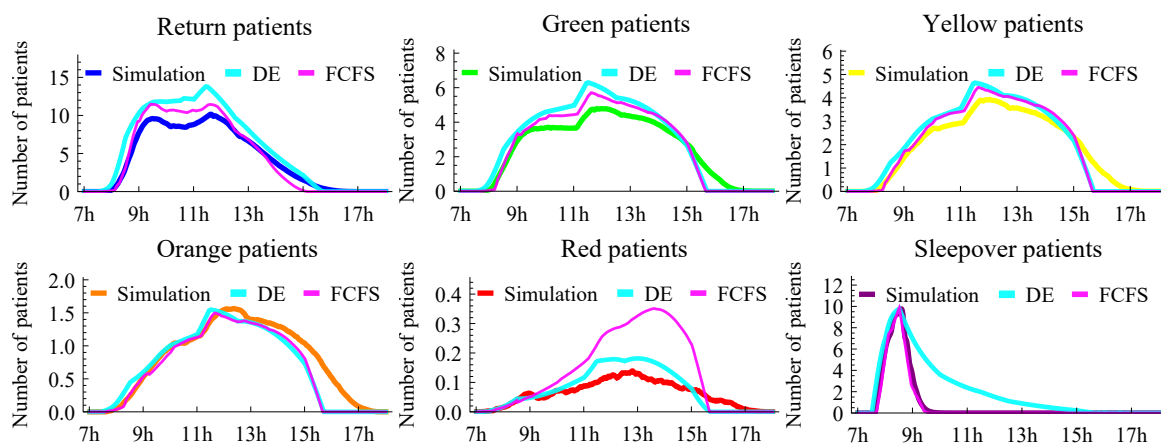 Return patients
Number of patients
15
10
5
0
Simulation DE FCFS
7h 9h 11h 13h 15h 17h
Green patients
Number of patients
8
6
4
2
0
Simulation DE FCFS
7h 9h 11h 13h 15h 17h
Yellow patients
Number of patients
6
5
4
3
2
1
0
Simulation DE FCFS
7h 9h 11h 13h 15h 17h
Orange patients
Number of patients
2.0
1.5
1.0
0.5
0.0
Simulation DE FCFS
7h 9h 11h 13h 15h 17h
Red patients
Number of patients
0.4
0.3
0.2
0.1
0.0
Simulation DE FCFS
7h 9h 11h 13h 15h 17h
Sleepover patients
Number of patients
12
10
8
6
4
2
0
Simulation DE FCFS
7h 9h 11h 13h 15h 17h